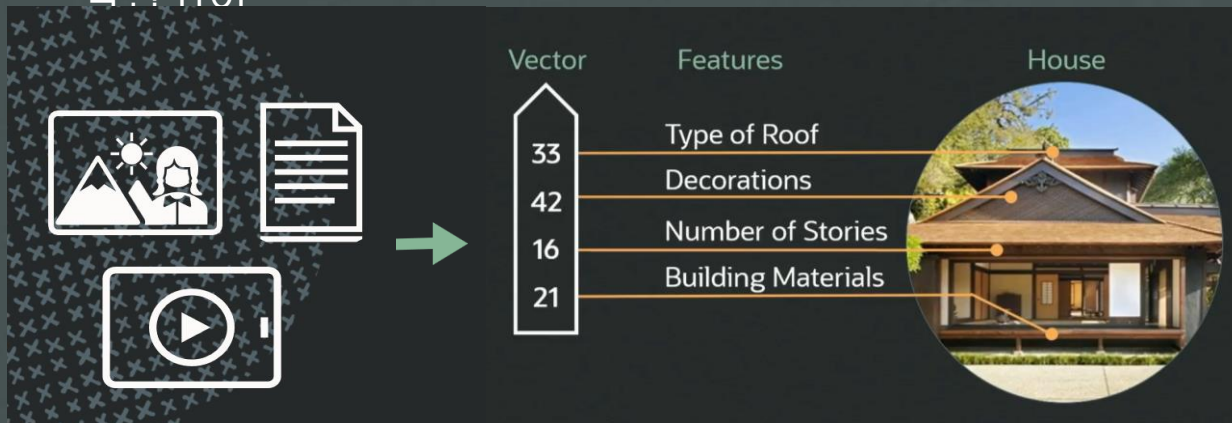 Vector Features House
33 Type of Roof
42 Decorations
16 Number of Stories
21 Building Materials